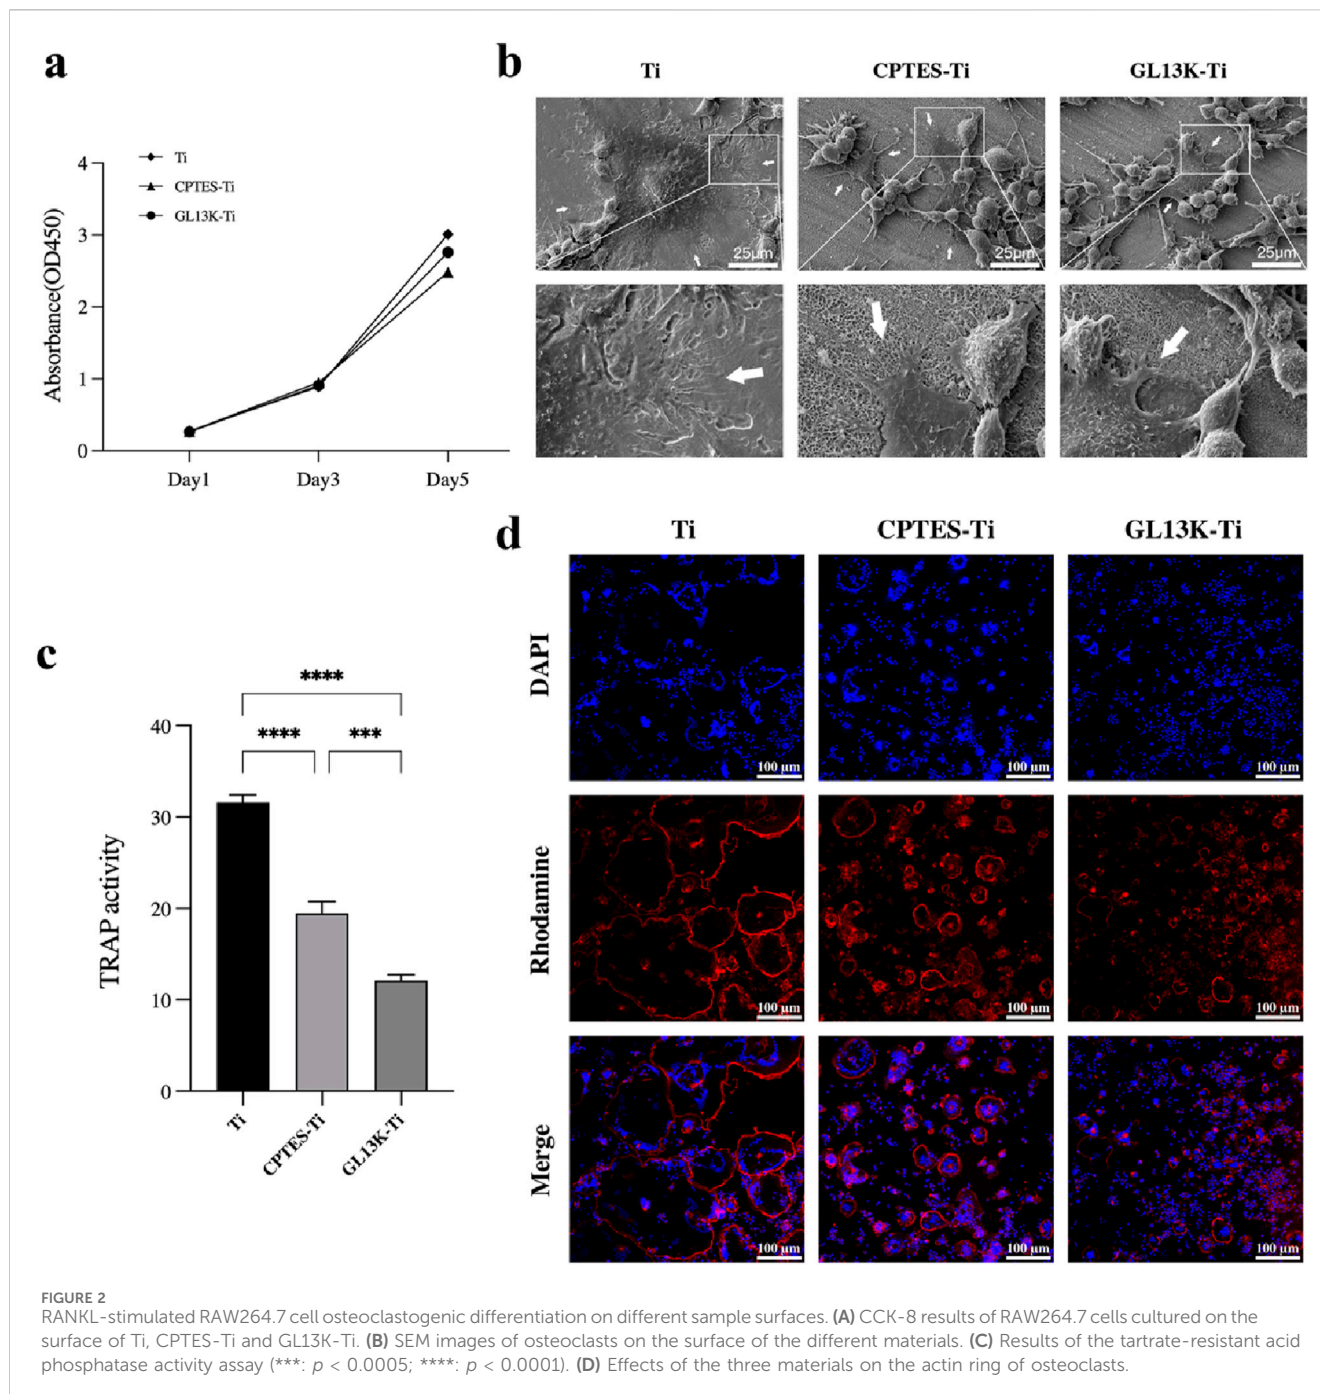 a
Ti
CPTES-Ti
GL13K-Ti
Absorbance(OD450)
4
3
2
1
0
Day1 Day3 Day5
b
Ti CPTES-Ti GL13K-Ti
25μm 25μm 25μm
c
**** 
**** ***
TRAP activity
40
30
20
10
0
Ti CPTES-Ti GL13K-Ti
d
Ti CPTES-Ti GL13K-Ti
DAPI
100 μm 100 μm 100 μm
Rhodamine
100 μm 100 μm 100 μm
Merge
100 μm 100 μm 100 μm
FIGURE 2
RANKL-stimulated RAW264.7 cell osteoclastogenic differentiation on different sample surfaces. (A) CCK-8 results of RAW264.7 cells cultured on the
surface of Ti, CPTES-Ti and GL13K-Ti. (B) SEM images of osteoclasts on the surface of the different materials. (C) Results of the tartrate-resistant acid
phosphatase activity assay (***: p < 0.0005; ****: p < 0.0001). (D) Effects of the three materials on the actin ring of osteoclasts.